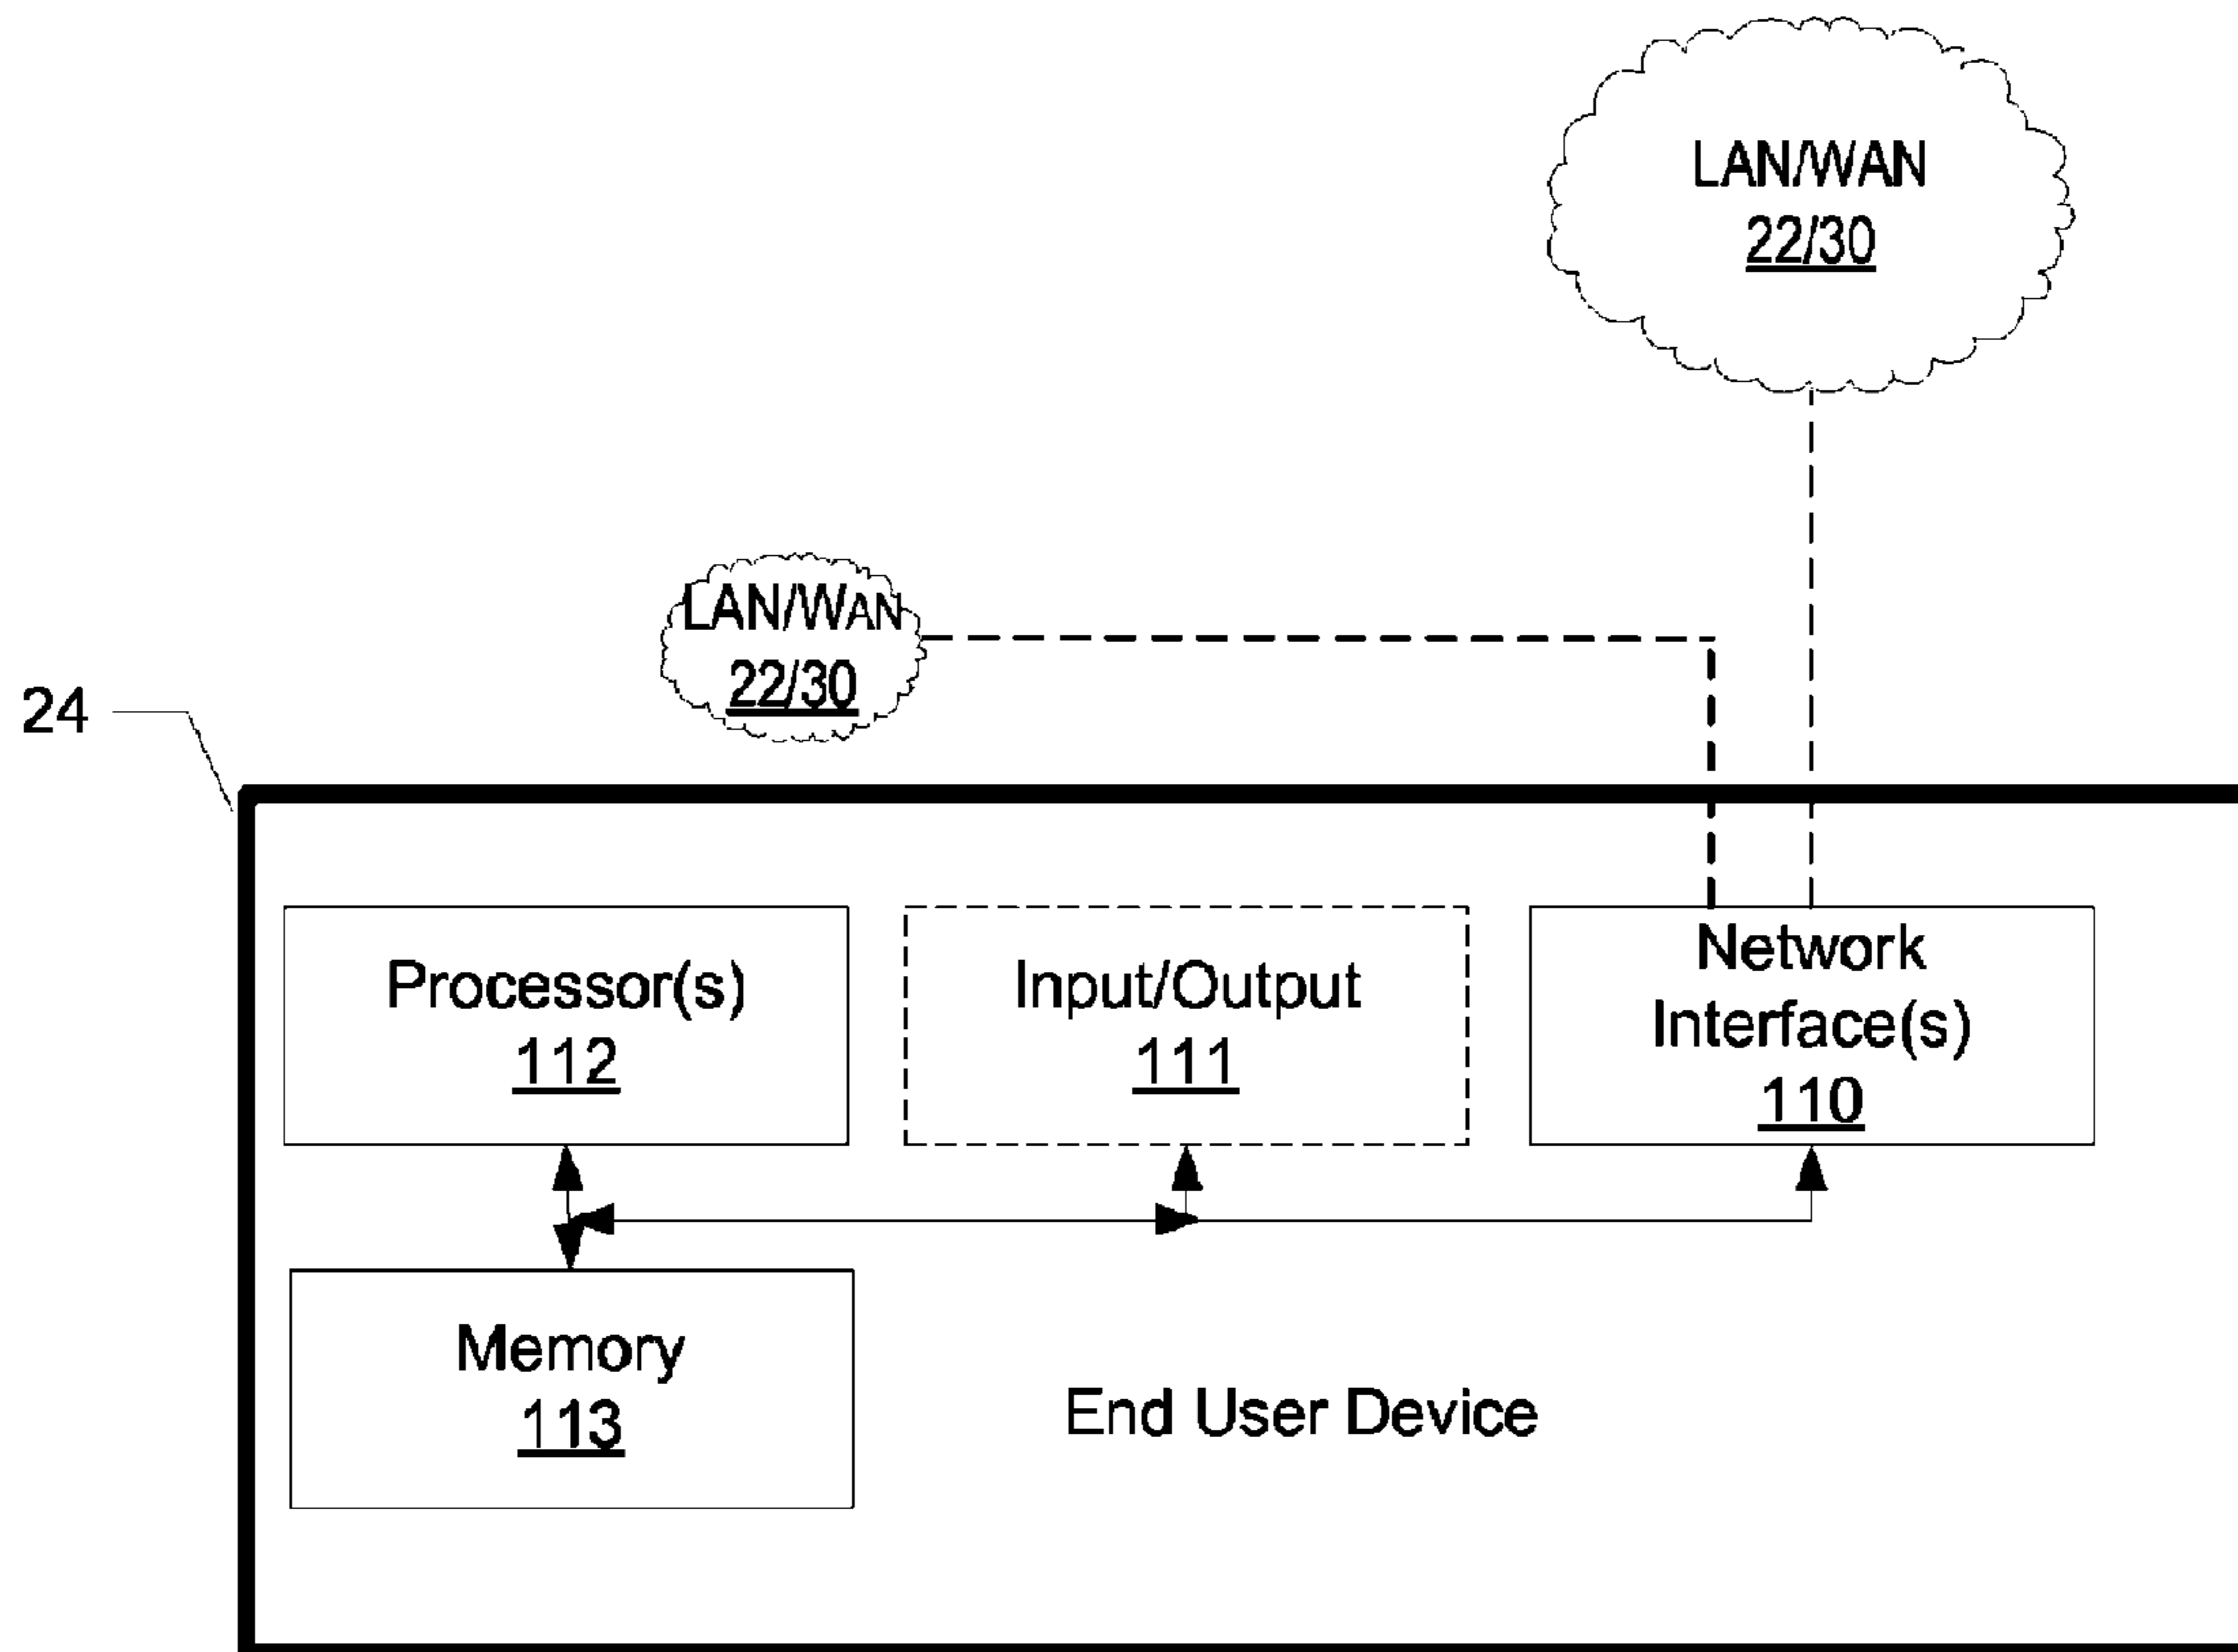 LAN/WAN
22/30
LAN/WAN
22/30
24
Processor(s)
112
Input/Output
111
Network
Interface(s)
110
Memory
113
End User Device